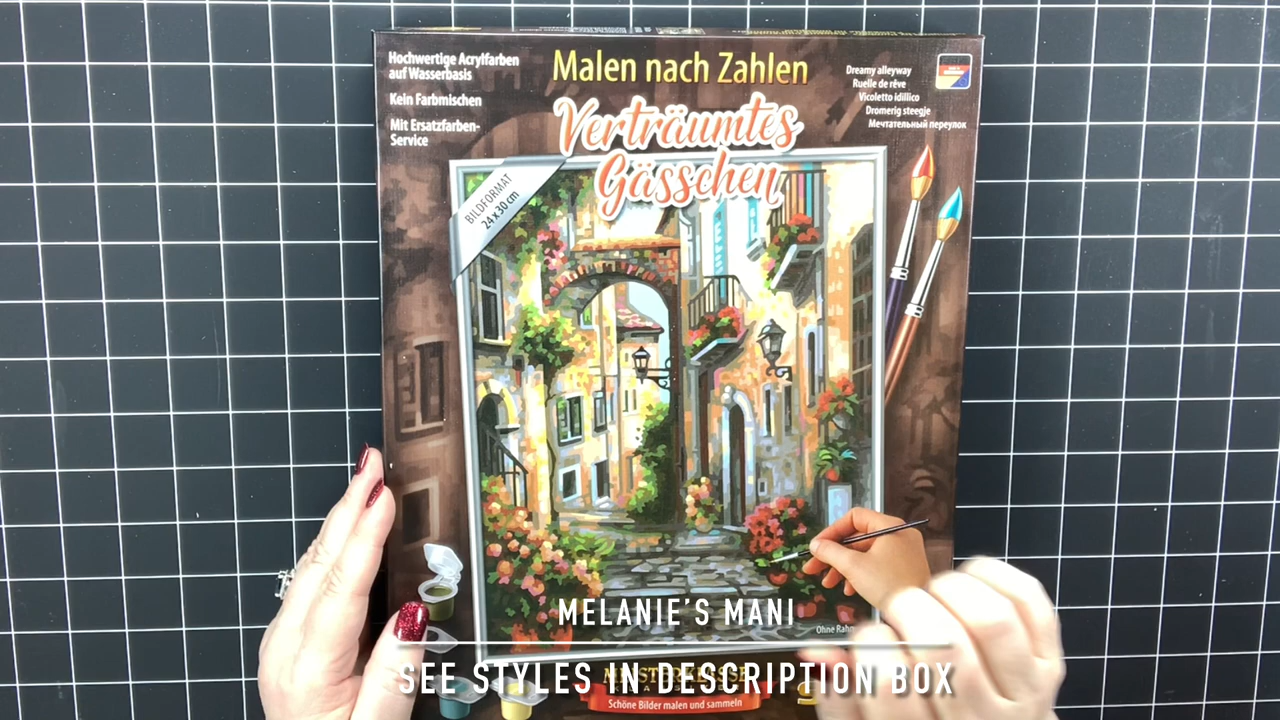 Hochwertige Acrylfarben
auf Wasserbasis
Kein Farbmischen
Mit Ersatzfarben-
Service
Malen nach Zahlen
Verträumtes
Gässchen
Dreamy alleyway
Ruelle de rêve
Vicoletto idillico
Dromerig steegje
Мечтательный переулок
BILDFORMAT
24 x 30 cm
Ohne Rahm
MELANIE'S MANI
SEE STYLES IN DESCRIPTION BOX
Schöne Bilder malen und sammeln